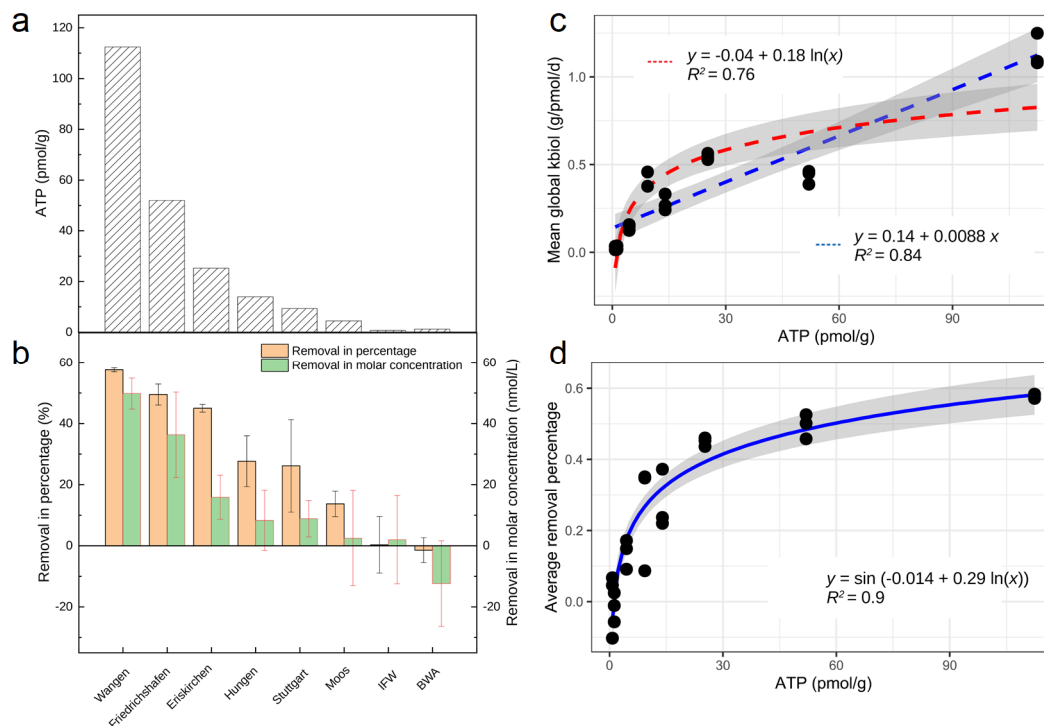 a
120
100
80
60
40
20
0
ATP (pmol/g)
b
Removal in percentage
Removal in molar concentration
60
40
20
0
-20
Removal in percentage (%)
60
40
20
0
-20
Removal in molar concentration (nmol/L)
Wangen
Friedrichshafen
Eriskirchen
Hungen
Stuttgart
Moos
IFW
BWA
c
y = -0.04 + 0.18 ln(x)
R² = 0.76
1.0
0.5
0.0
Mean global kbiol (g/pmol/d)
y = 0.14 + 0.0088 x
R² = 0.84
0
30
60
90
ATP (pmol/g)
d
0.6
0.4
0.2
0.0
Average removal percentage
y = sin (-0.014 + 0.29 ln(x))
R² = 0.9
0
30
60
90
ATP (pmol/g)